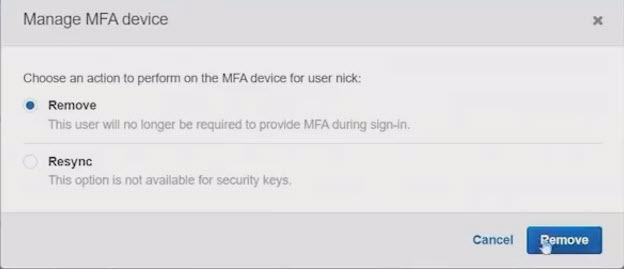 Manage MFA device
×
Choose an action to perform on the MFA device for user nick:
Remove
This user will no longer be required to provide MFA during sign-in.
Resync
This option is not available for security keys.
Cancel Remove